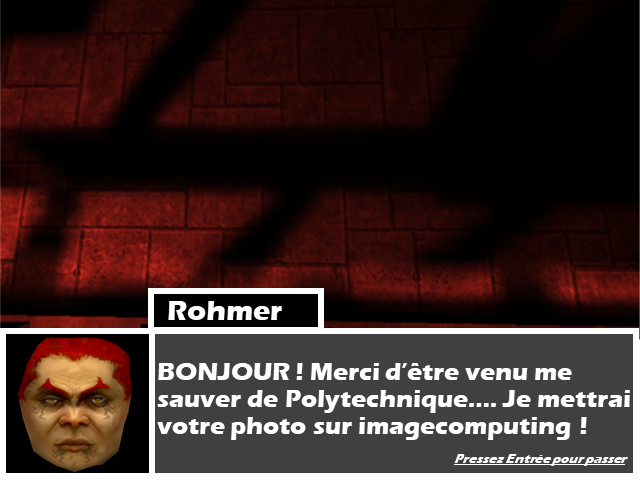 Rohmer
BONJOUR ! Merci d'être venu me
sauver de Polytechnique.... Je mettrai
votre photo sur imagecomputing !
Pressez Entrée pour passer